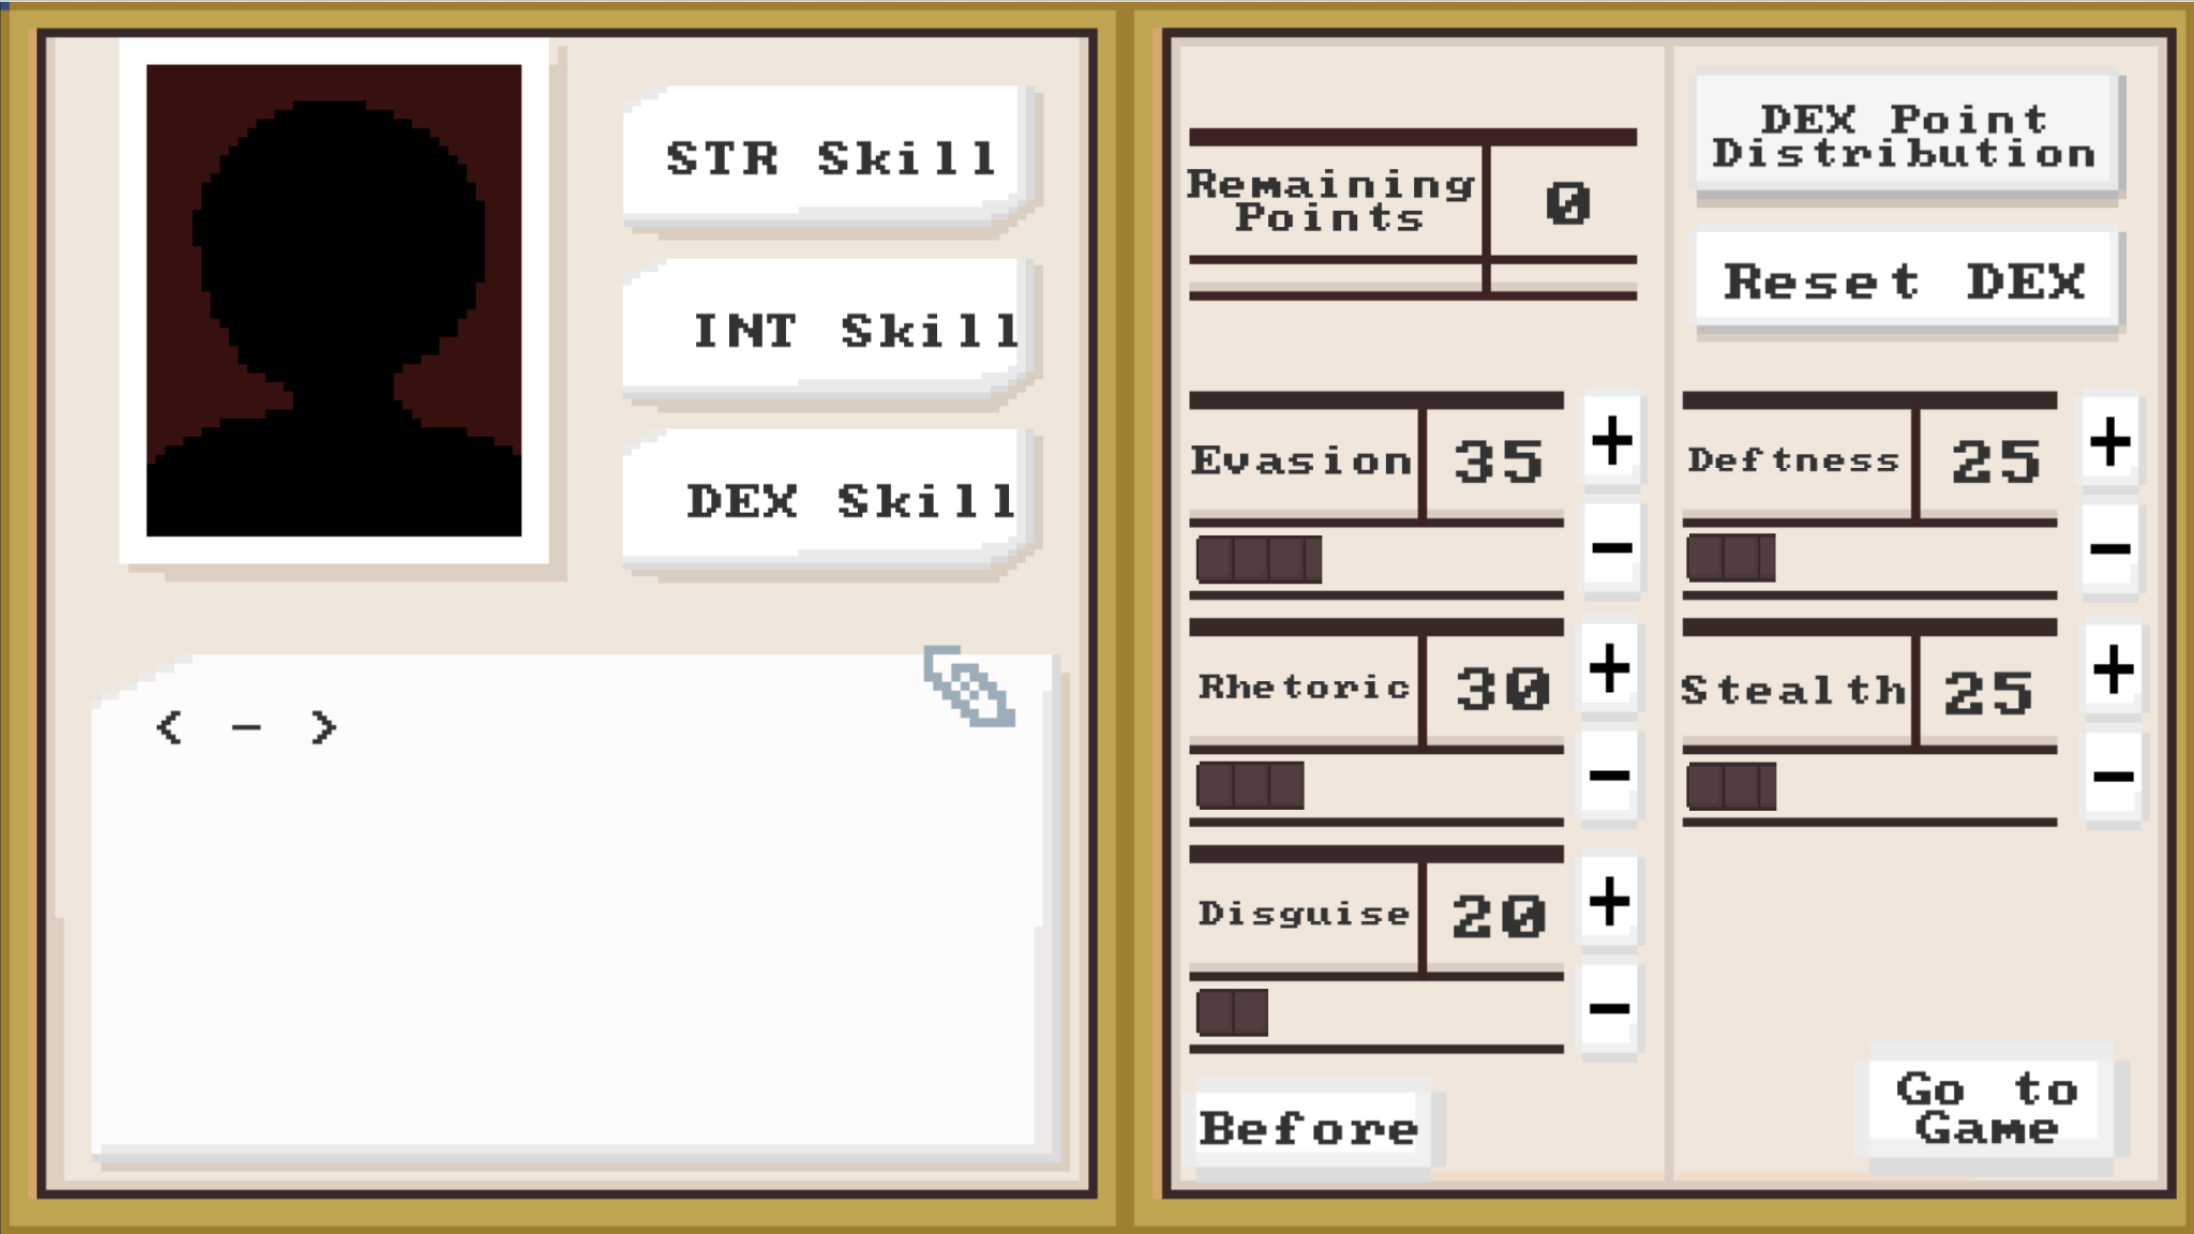 STR Skill
INT Skill
DEX Skill
< - >
Remaining
Points
0
DEX Point
Distribution
Reset DEX
Evasion 35
+
-
Deftness 25
+
-
Rhetoric 30
+
-
Stealth 25
+
-
Disguise 20
+
-
Before
Go to
Game